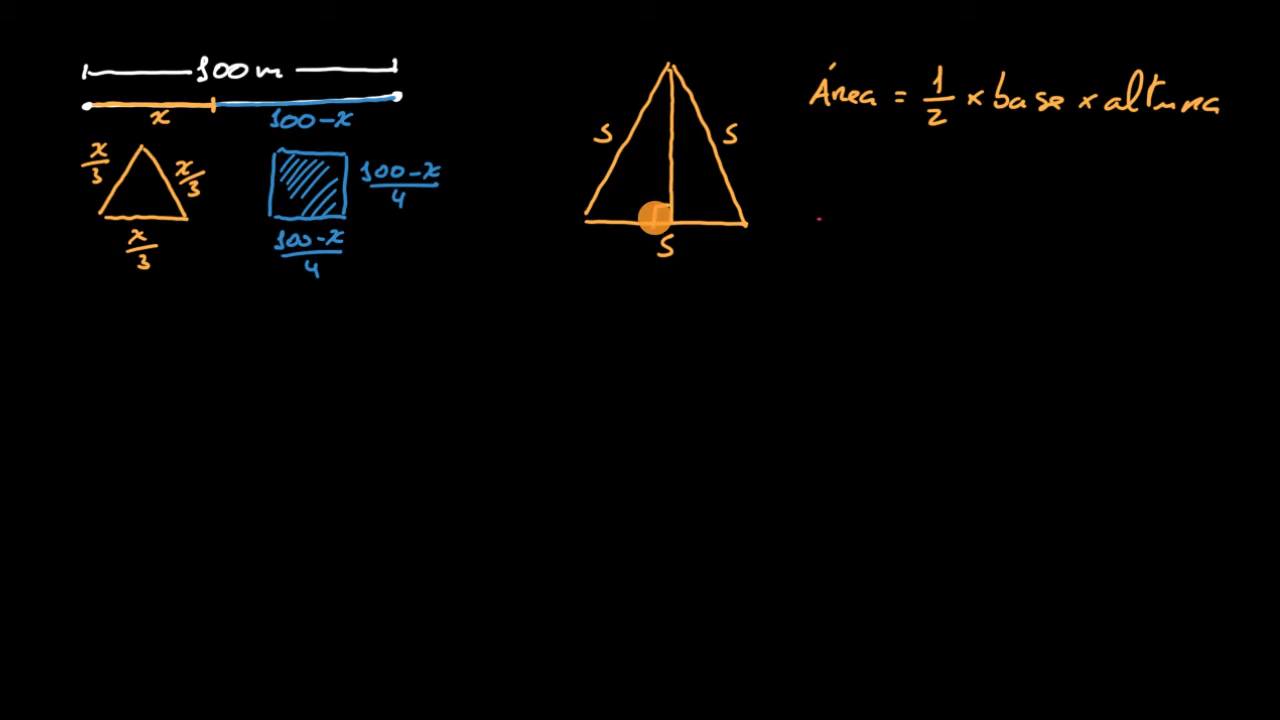 100 m
x
100 - x
x/3
x/3
x/3
(100 - x)/4
(100 - x)/4
s
s
s
Área = 1/2 × base × altura